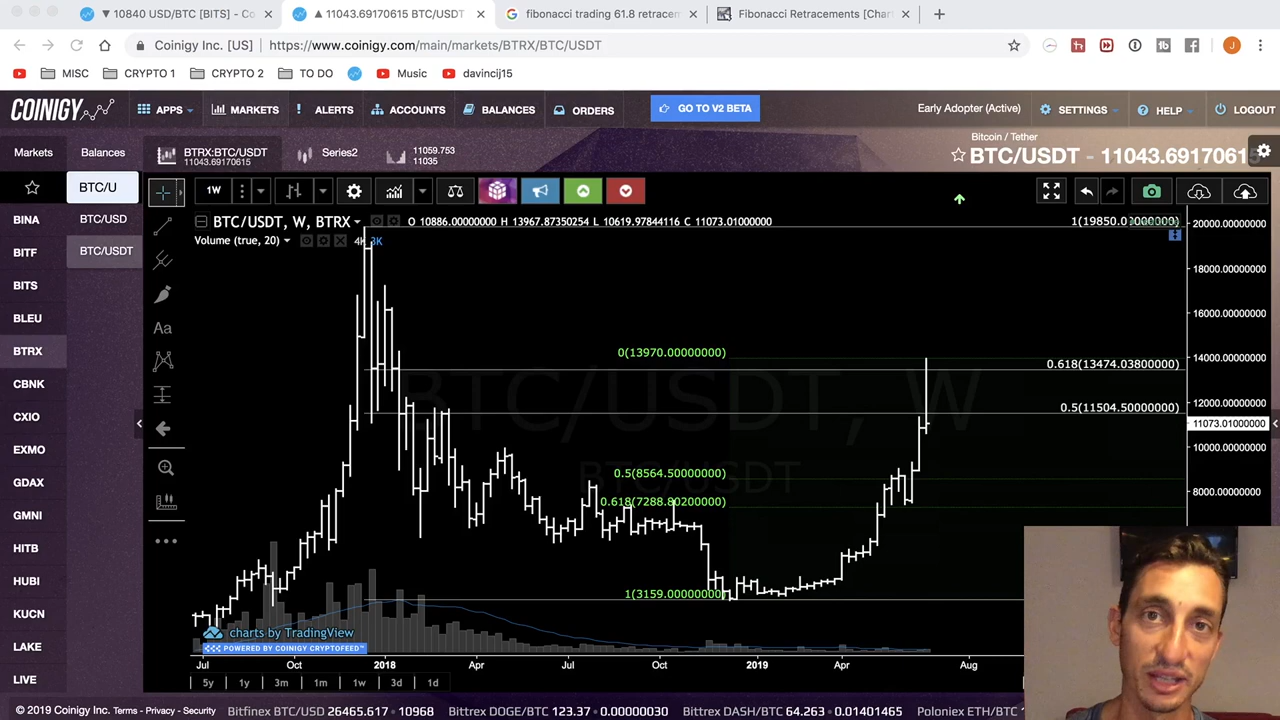 ▼ 10840 USD/BTC [BITS] - Co
▲ 11043.69170615 BTC/USDT
fibonacci trading 61.8 retracem
Fibonacci Retracements [Chart
Coinigy Inc. [US] https://www.coinigy.com/main/markets/BTRX/BTC/USDT
MISC CRYPTO 1 CRYPTO 2 TO DO Music davincij15
J
COINIGY APPS MARKETS ALERTS ACCOUNTS BALANCES ORDERS GO TO V2 BETA Early Adopter (Active) SETTINGS HELP LOGOUT
Markets Balances
BTRX:BTC/USDT
11043.69170615
Series2
11059.753
11035
Bitcoin / Tether
BTC/USDT - 11043.6917061
BTC/U
BINA
BITF
BITS
BLEU
BTRX
CBNK
CXIO
EXMO
GDAX
GMNI
HITB
HUBI
KUCN
LAKE
LIVE
BTC/USD
BTC/USDT
1W
Aa
BTC/USDT, W, BTRX O 10886.00000000 H 13967.87350254 L 10619.97844116 C 11073.01000000
Volume (true, 20) 4K 3K
BTC/USDT, W
BTC/USDT
0(13970.00000000)
0.5(8564.50000000)
0.618(7288.80200000)
1(3159.00000000)
0.618(13474.03800000)
0.5(11504.50000000)
20000.00000000
18000.00000000
16000.00000000
14000.00000000
12000.00000000
11073.01000000
10000.00000000
8000.00000000
charts by TradingView
POWERED BY COINIGY CRYPTOFEED™
Jul Oct 2018 Apr Jul Oct 2019 Apr Aug
5y 1y 3m 1m 1w 3d 1d
© 2019 Coinigy Inc. Terms - Privacy - Security Bitfinex BTC/USD 26465.617 • 10968 Bittrex DOGE/BTC 123.37 • 0.00000030 Bittrex DASH/BTC 64.263 • 0.01401465 Poloniex ETH/BTC